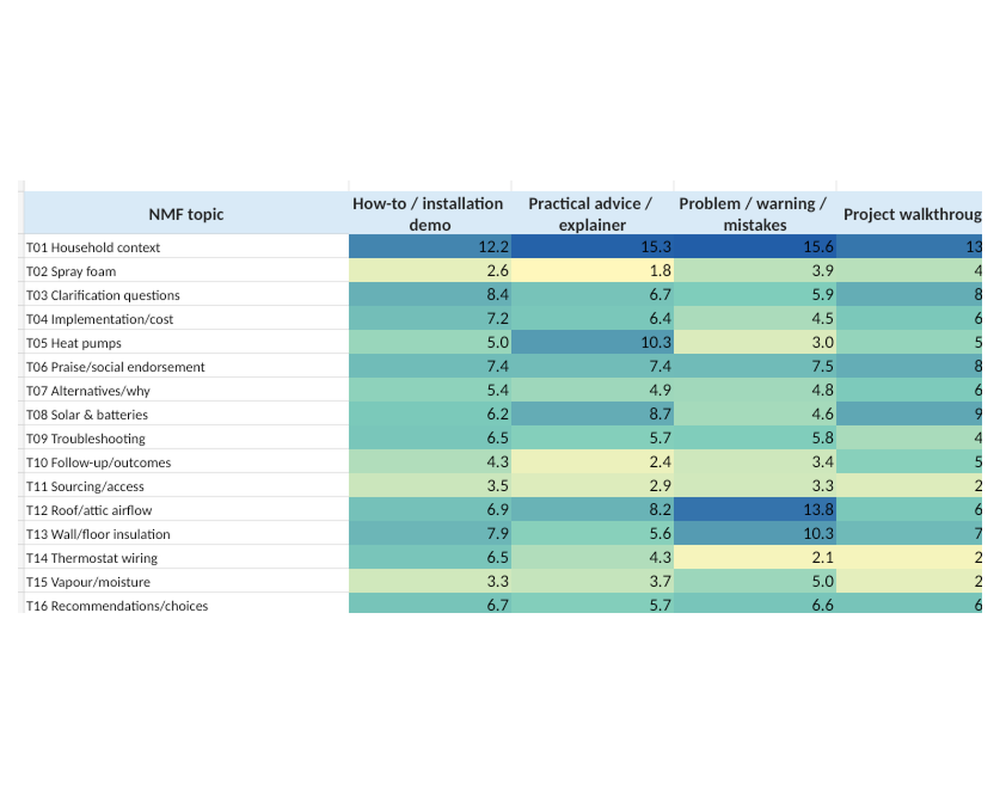 NMF topic How-to / installation demo Practical advice / explainer Problem / warning / mistakes Project
T01 Household context 12.2 15.3 15.6 13
T02 Spray foam 2.6 1.8 3.9 4
T03 Clarification questions 8.4 6.7 5.9 8
T04 Implementation/cost 7.2 6.4 4.5 6
T05 Heat pumps 5.0 10.3 3.0 5
T06 Praise/social endorsement 7.4 7.4 7.5 8
T07 Alternatives/why 5.4 4.9 4.8 6
T08 Solar & batteries 6.2 8.7 4.6 9
T09 Troubleshooting 6.5 5.7 5.8 4
T10 Follow-up/outcomes 4.3 2.4 3.4 5
T11 Sourcing/access 3.5 2.9 3.3 2
T12 Roof/attic airflow 6.9 8.2 13.8 6
T13 Wall/floor insulation 7.9 5.6 10.3 7
T14 Thermostat wiring 6.5 4.3 2.1 2
T15 Vapour/moisture 3.3 3.7 5.0 2
T16 Recommendations/choices 6.7 5.7 6.6 6